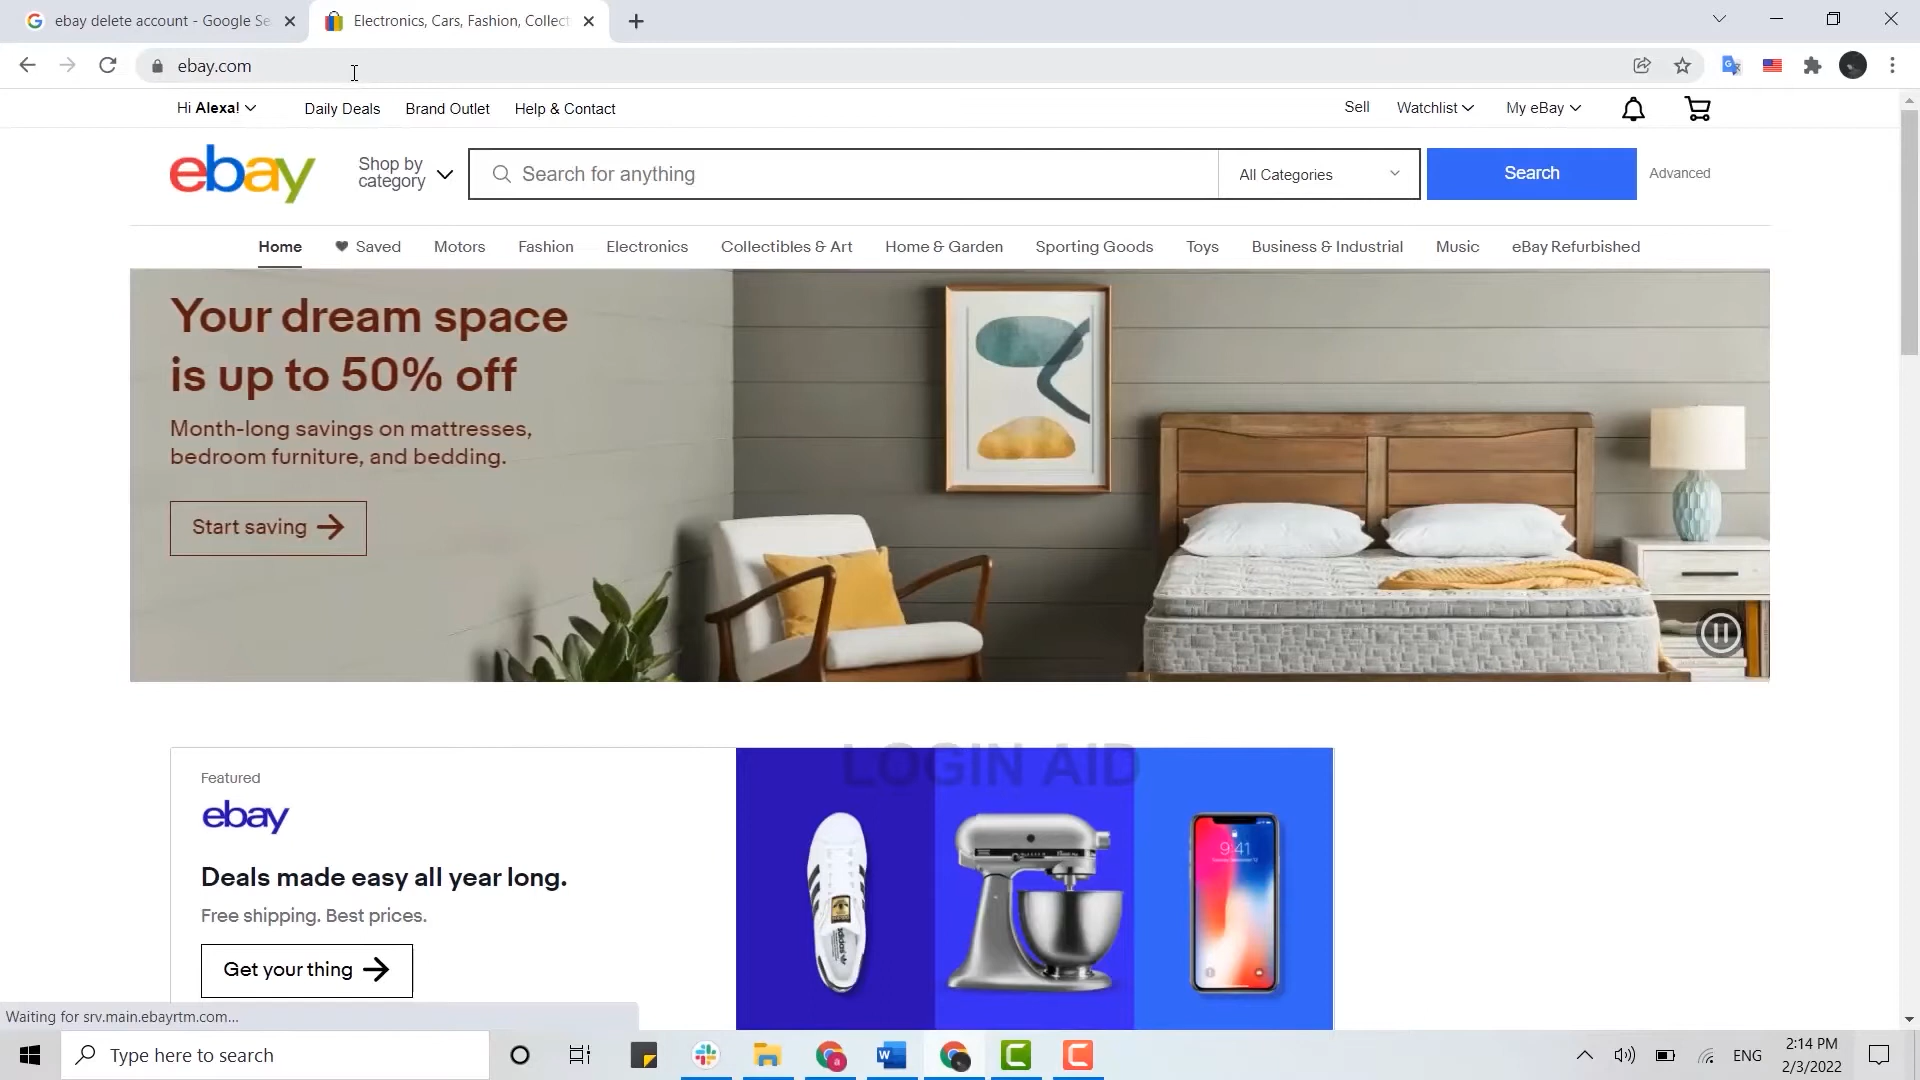 ebay delete account - Google Se
Electronics, Cars, Fashion, Collect
ebay.com
Hi Alexa!
Daily Deals
Brand Outlet
Help & Contact
Sell
Watchlist
My eBay
ebay
Shop by
category
Search for anything
All Categories
Search
Advanced
Home
Saved
Motors
Fashion
Electronics
Collectibles & Art
Home & Garden
Sporting Goods
Toys
Business & Industrial
Music
eBay Refurbished
Your dream space
is up to 50% off
Month-long savings on mattresses,
bedroom furniture, and bedding.
Start saving
LOGIN AID
Featured
ebay
Deals made easy all year long.
Free shipping. Best prices.
Get your thing
9:41
Waiting for srv.main.ebayrtm.com...
Type here to search
ENG
2:14 PM
2/3/2022